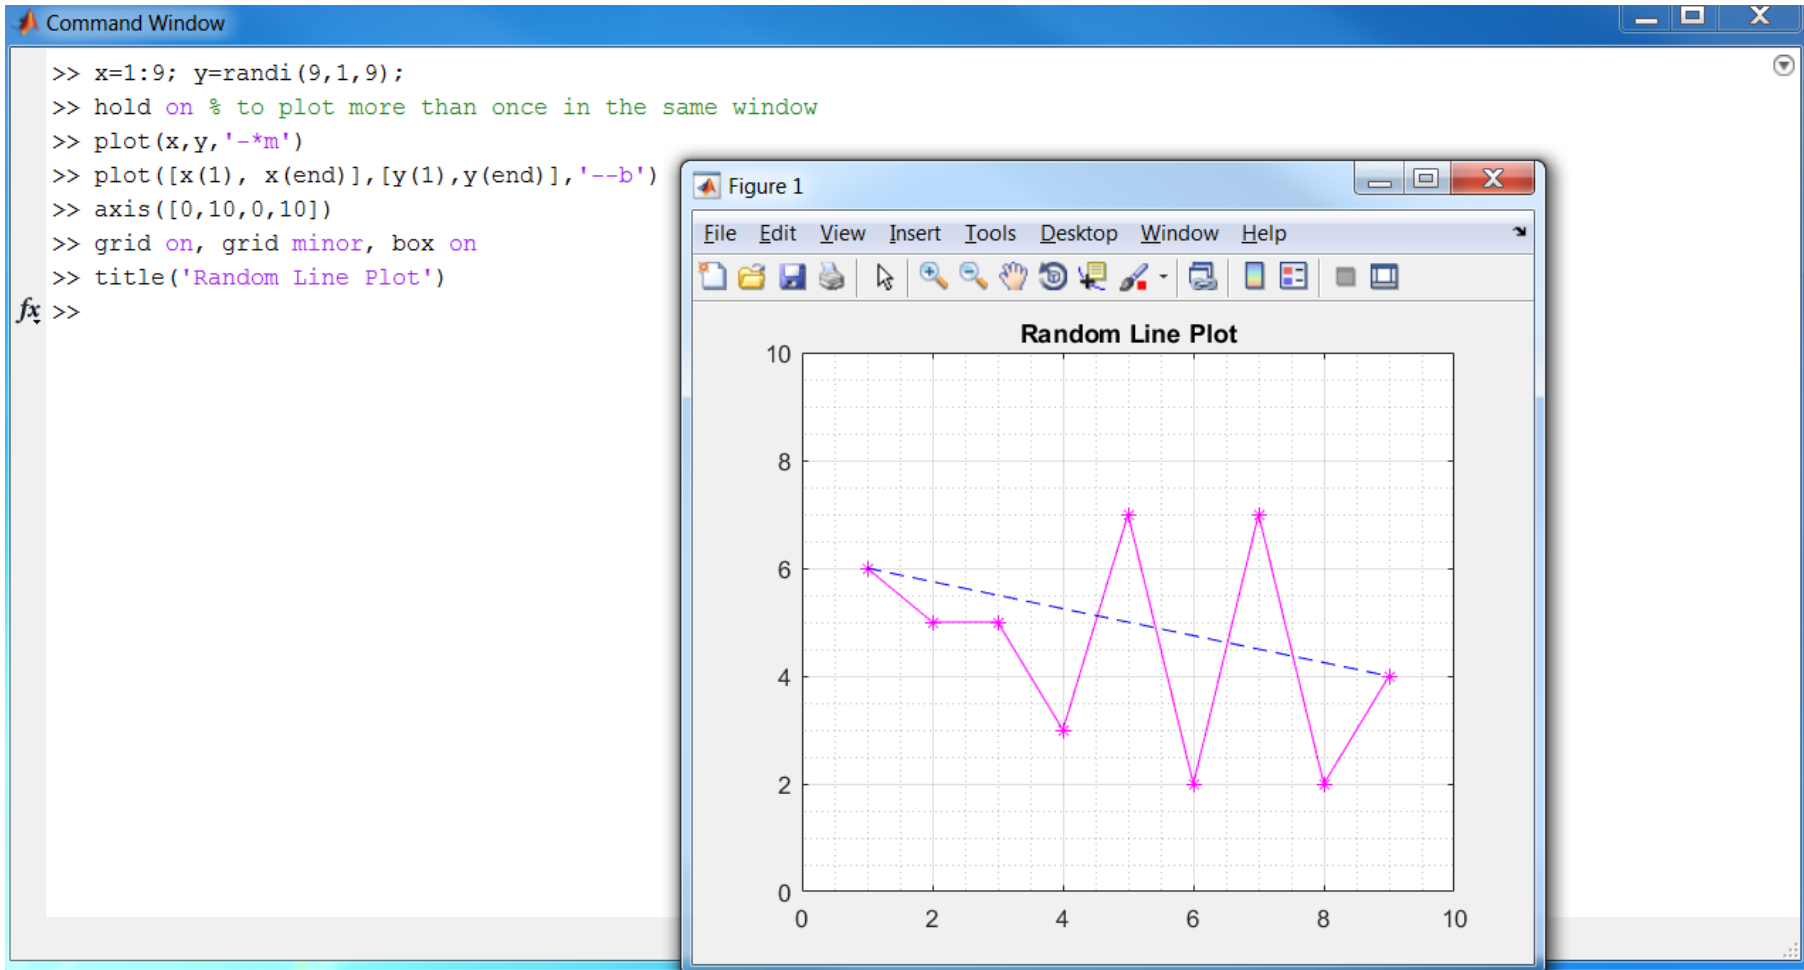 Command Window
>> x=1:9; y=randi(9,1,9);
>> hold on % to plot more than once in the same window
>> plot(x,y,'-*m')
>> plot([x(1), x(end)],[y(1),y(end)],'--b')
>> axis([0,10,0,10])
>> grid on, grid minor, box on
>> title('Random Line Plot')
fx >>
Figure 1
File Edit View Insert Tools Desktop Window Help
Random Line Plot
10
8
6
4
2
0
0 2 4 6 8 10